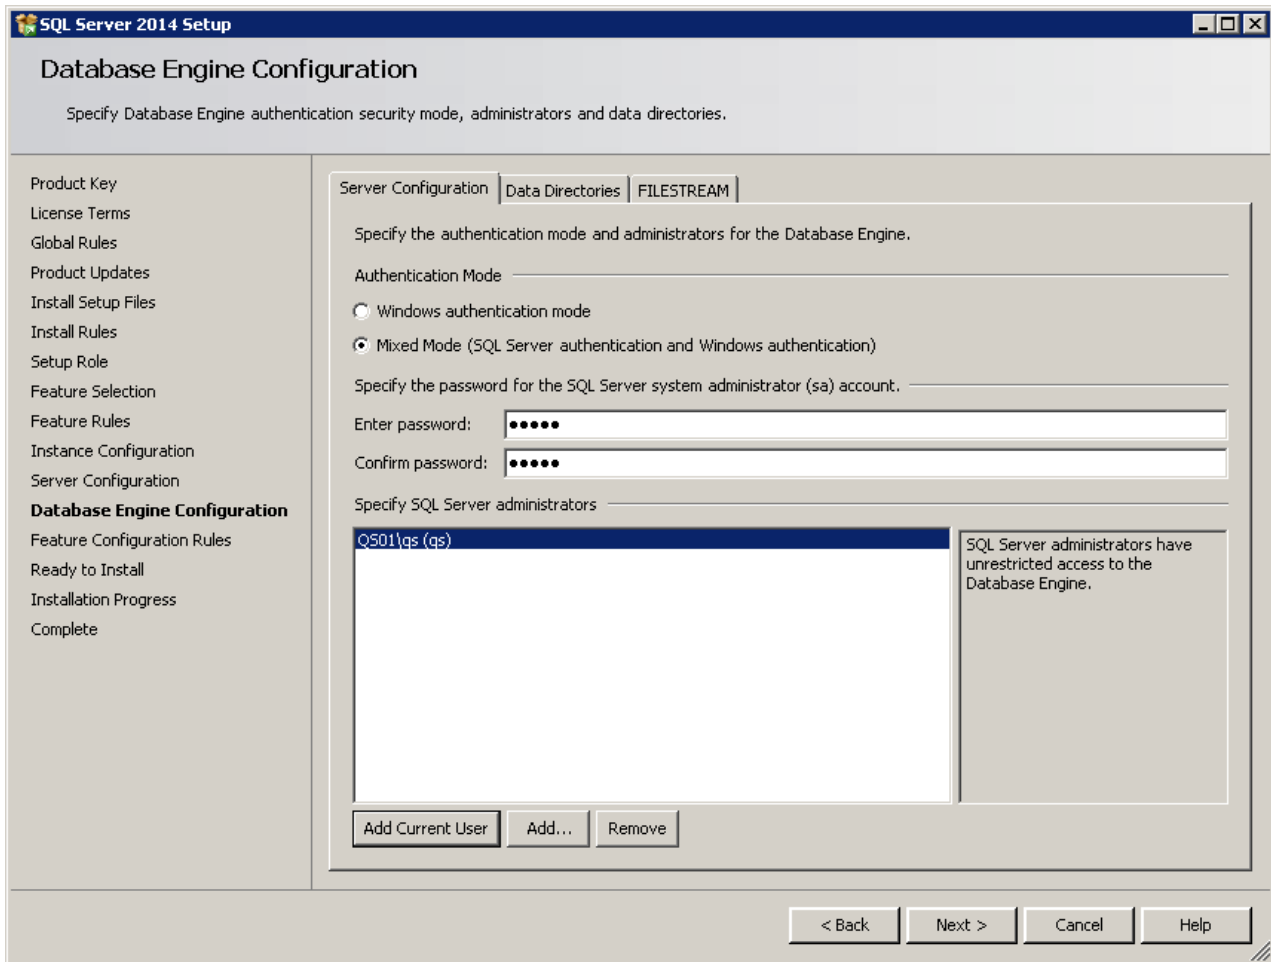 SQL Server 2014 Setup
Database Engine Configuration
Specify Database Engine authentication security mode, administrators and data directories.
Product Key
License Terms
Global Rules
Product Updates
Install Setup Files
Install Rules
Setup Role
Feature Selection
Feature Rules
Instance Configuration
Server Configuration
Database Engine Configuration
Feature Configuration Rules
Ready to Install
Installation Progress
Complete
Server Configuration
Data Directories
FILESTREAM
Specify the authentication mode and administrators for the Database Engine.
Authentication Mode
Windows authentication mode
Mixed Mode (SQL Server authentication and Windows authentication)
Specify the password for the SQL Server system administrator (sa) account.
Enter password: ●●●●●
Confirm password: ●●●●●
Specify SQL Server administrators
QS01\qs (qs)
SQL Server administrators have
unrestricted access to the
Database Engine.
Add Current User
Add...
Remove
< Back
Next >
Cancel
Help